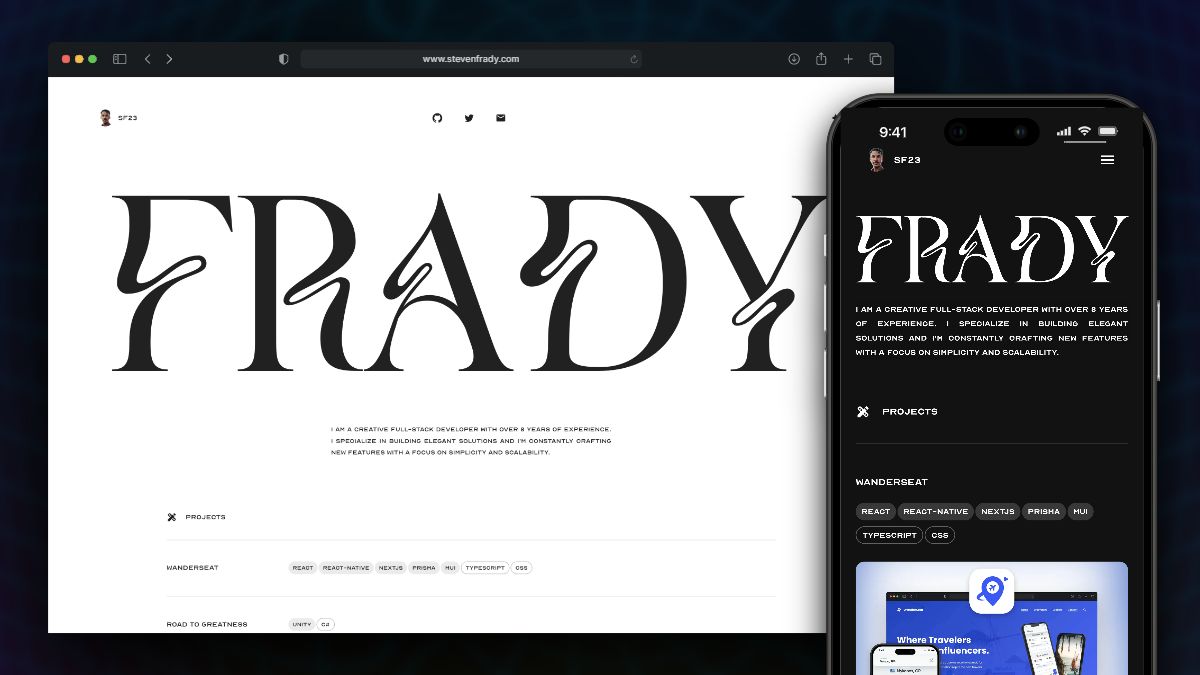 www.stevenfrady.com
SF23
FRADY
I AM A CREATIVE FULL-STACK DEVELOPER WITH OVER 8 YEARS OF EXPERIENCE.
I SPECIALIZE IN BUILDING ELEGANT SOLUTIONS AND I'M CONSTANTLY CRAFTING
NEW FEATURES WITH A FOCUS ON SIMPLICITY AND SCALABILITY.
PROJECTS
WANDERSEAT REACT REACT-NATIVE NEXTJS PRISMA MUI TYPESCRIPT CSS
ROAD TO GREATNESS UNITY C#
9:41
SF23
FRADY
I AM A CREATIVE FULL-STACK DEVELOPER WITH OVER 8 YEARS
OF EXPERIENCE. I SPECIALIZE IN BUILDING ELEGANT
SOLUTIONS AND I'M CONSTANTLY CRAFTING NEW FEATURES
WITH A FOCUS ON SIMPLICITY AND SCALABILITY.
PROJECTS
WANDERSEAT
REACT REACT-NATIVE NEXTJS PRISMA MUI
TYPESCRIPT CSS
Where Travelers
nfluencers.